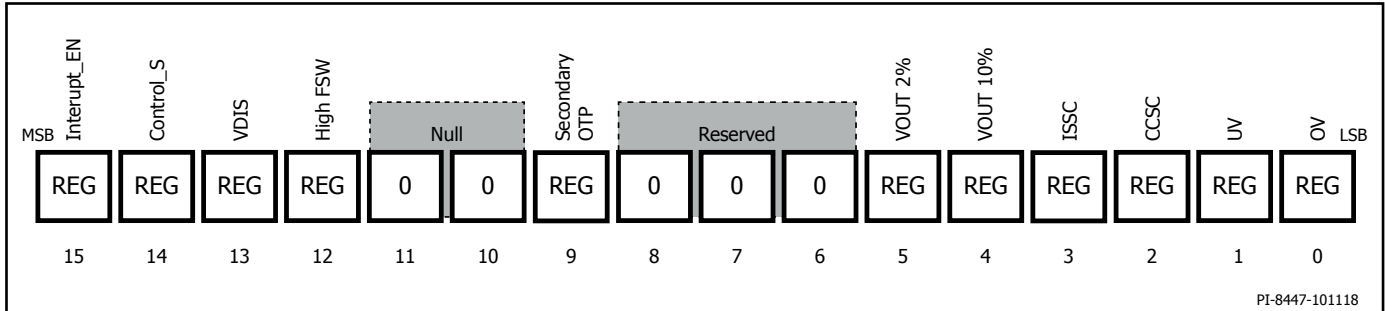 MSB Interupt_EN Control_S VDIS High FSW Null Secondary OTP Reserved VOUT 2% VOUT 10% ISSC CCSC UV OV LSB
REG REG REG REG 0 0 REG 0 0 0 REG REG REG REG REG REG
15 14 13 12 11 10 9 8 7 6 5 4 3 2 1 0
PI-8447-101118